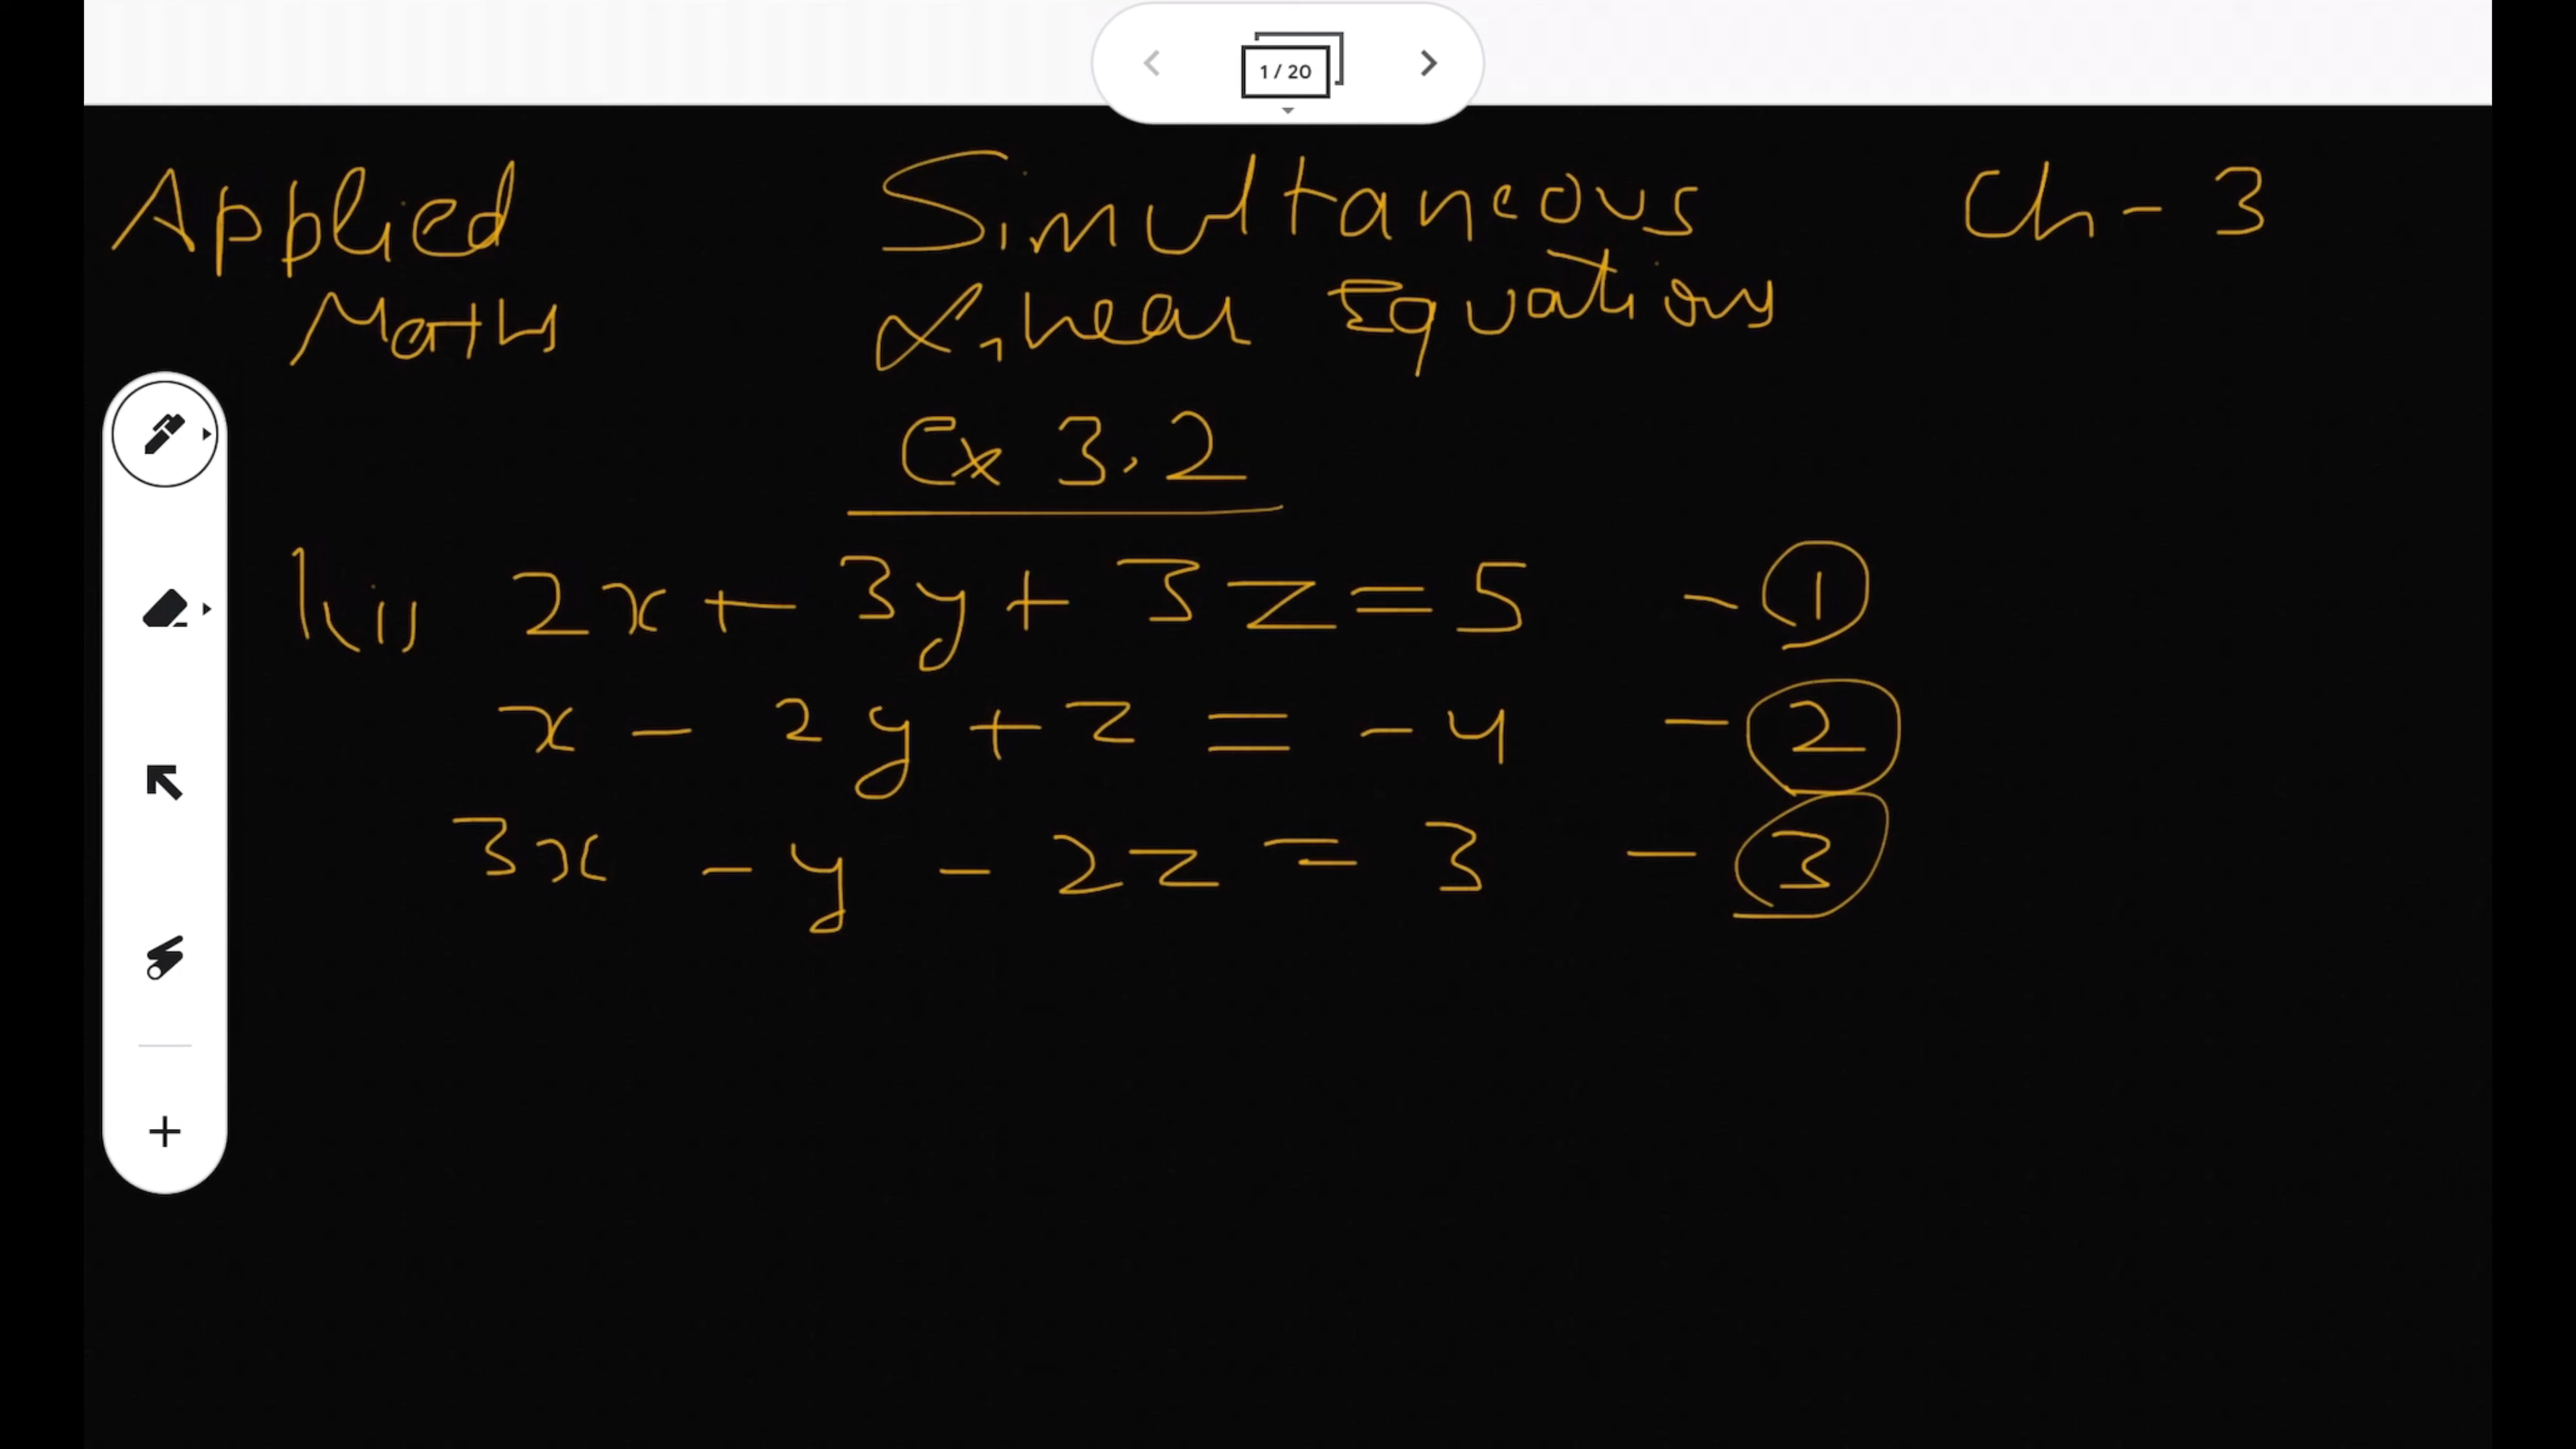 1 / 20
Applied Simultaneous Ch - 3
Maths Linear Equations
Ex 3.2
1(i) 2x + 3y + 3z = 5 - ①
x - 2y + z = -4 - ②
3x - y - 2z = 3 - ③